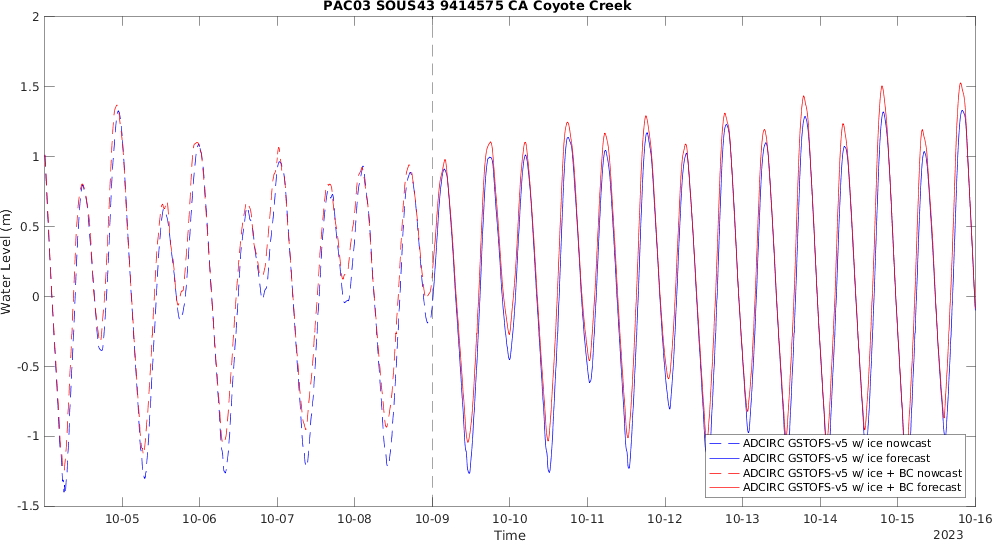 PAC03 SOUS43 9414575 CA Coyote Creek
2
1.5
1
0.5
0
-0.5
-1
-1.5
Water Level (m)
10-05 10-06 10-07 10-08 10-09 10-10 10-11 10-12 10-13 10-14 10-15 10-16
Time
2023
ADCIRC GSTOFS-v5 w/ ice nowcast
ADCIRC GSTOFS-v5 w/ ice forecast
ADCIRC GSTOFS-v5 w/ ice + BC nowcast
ADCIRC GSTOFS-v5 w/ ice + BC forecast